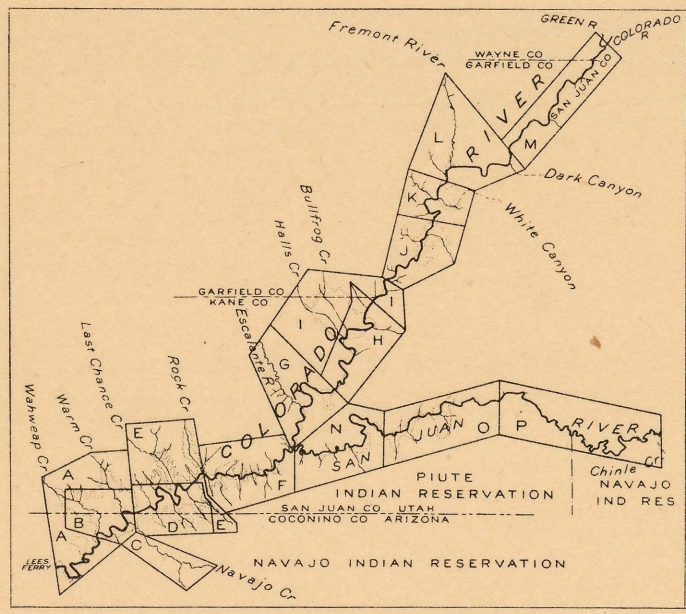 GREEN R
COLORADO
R
Fremont River
WAYNE CO
GARFIELD CO
SAN JUAN CO
RIVER
L
M
Dark Canyon
K
White Canyon
J
Bullfrog Cr
Halls Cr
GARFIELD CO
KANE CO
I
I
H
Escalante R
G
COLORADO
Last Chance Cr
Rock Cr
Warm Cr
Wahweap Cr
E
A
N
SAN JUAN RIVER
O
P
F
Chinle
Cr
PIUTE
INDIAN RESERVATION
NAVAJO
IND RES
SAN JUAN CO UTAH
COCONINO CO ARIZONA
B
D
E
A
C
LEES
FERRY
Navajo Cr
NAVAJO INDIAN RESERVATION